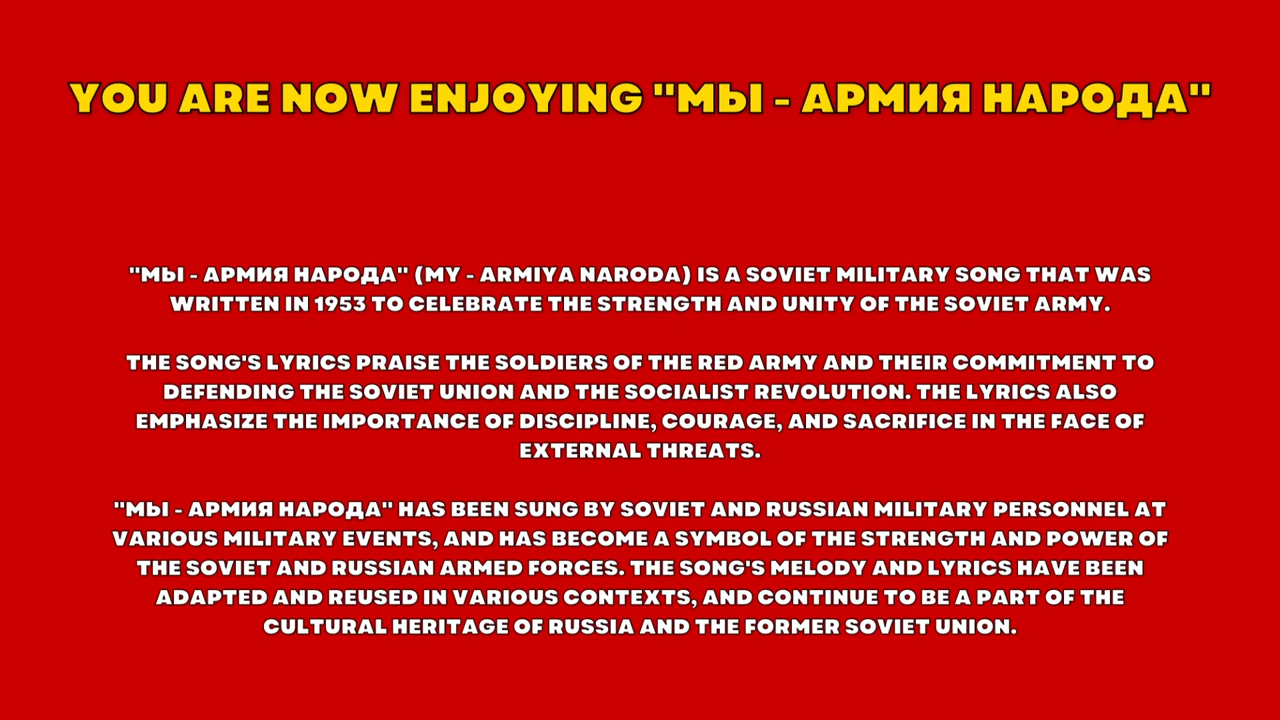 YOU ARE NOW ENJOYING "МЫ - АРМИЯ НАРОДА"
"МЫ - АРМИЯ НАРОДА" (MY - ARMIYA NARODA) IS A SOVIET MILITARY SONG THAT WAS
WRITTEN IN 1953 TO CELEBRATE THE STRENGTH AND UNITY OF THE SOVIET ARMY.
THE SONG'S LYRICS PRAISE THE SOLDIERS OF THE RED ARMY AND THEIR COMMITMENT TO
DEFENDING THE SOVIET UNION AND THE SOCIALIST REVOLUTION. THE LYRICS ALSO
EMPHASIZE THE IMPORTANCE OF DISCIPLINE, COURAGE, AND SACRIFICE IN THE FACE OF
EXTERNAL THREATS.
"МЫ - АРМИЯ НАРОДА" HAS BEEN SUNG BY SOVIET AND RUSSIAN MILITARY PERSONNEL AT
VARIOUS MILITARY EVENTS, AND HAS BECOME A SYMBOL OF THE STRENGTH AND POWER OF
THE SOVIET AND RUSSIAN ARMED FORCES. THE SONG'S MELODY AND LYRICS HAVE BEEN
ADAPTED AND REUSED IN VARIOUS CONTEXTS, AND CONTINUE TO BE A PART OF THE
CULTURAL HERITAGE OF RUSSIA AND THE FORMER SOVIET UNION.